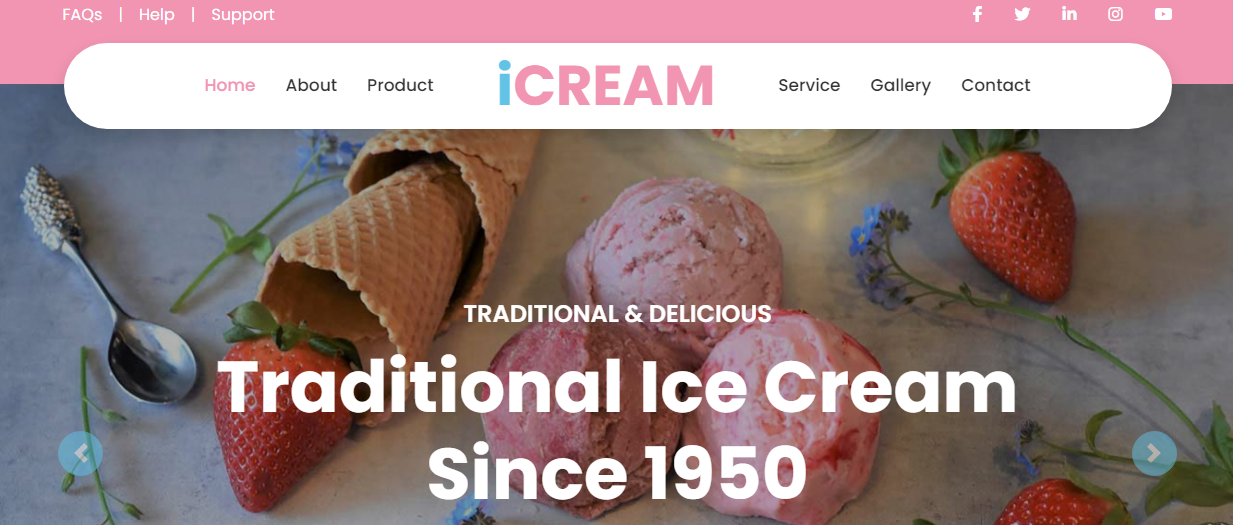 FAQs | Help | Support
Home About Product iCREAM Service Gallery Contact
TRADITIONAL & DELICIOUS
Traditional Ice Cream
Since 1950